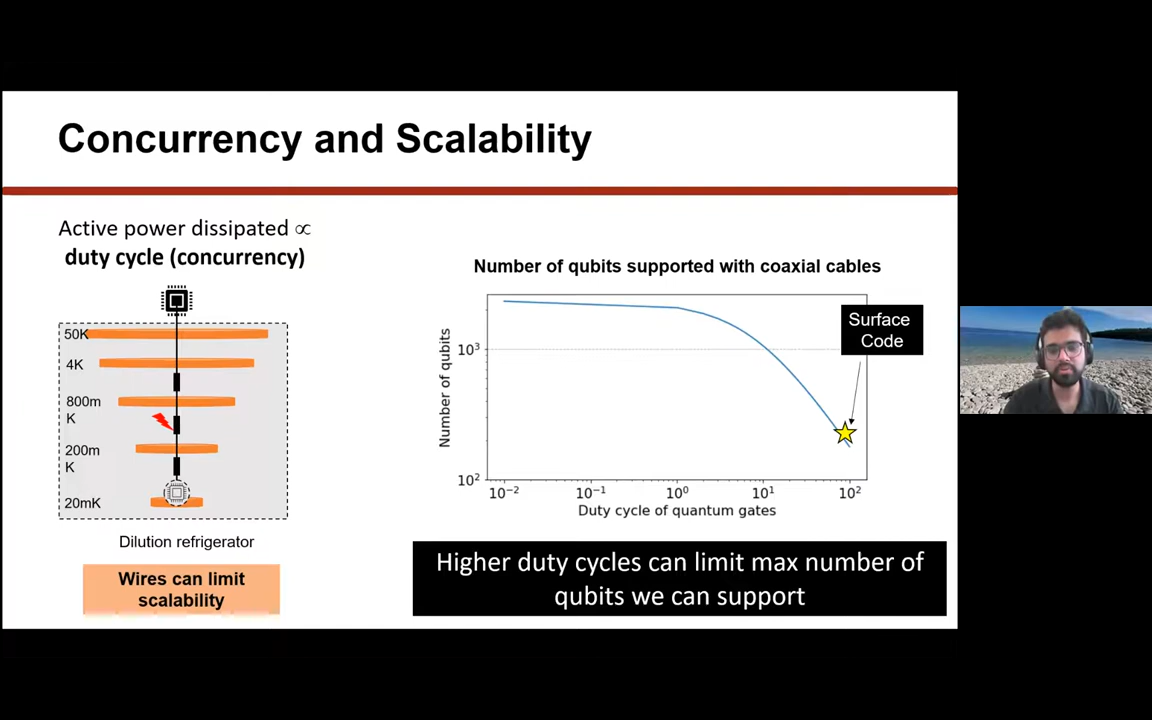 Concurrency and Scalability
Active power dissipated ∝
duty cycle (concurrency)
50K
4K
800m
K
200m
K
20mK
Dilution refrigerator
Wires can limit
scalability
Number of qubits supported with coaxial cables
Surface
Code
10³
10²
Number of qubits
10⁻²
10⁻¹
10⁰
10¹
10²
Duty cycle of quantum gates
Higher duty cycles can limit max number of
qubits we can support